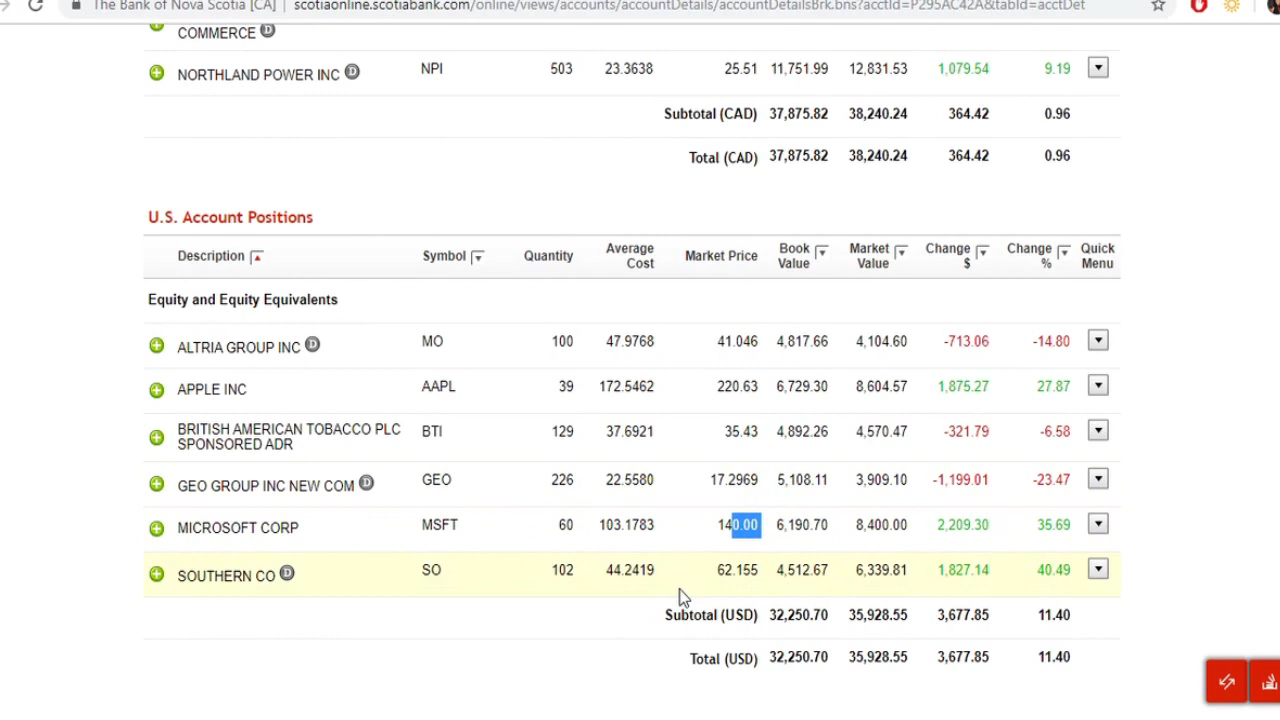 The Bank of Nova Scotia [CA] scotiaonline.scotiabank.com/online/views/accounts/accountDetails/accountDetailsBrk.bns?acctId=P295AC42A&tabId=acctDet
COMMERCE D
NORTHLAND POWER INC D NPI 503 23.3638 25.51 11,751.99 12,831.53 1,079.54 9.19
Subtotal (CAD) 37,875.82 38,240.24 364.42 0.96
Total (CAD) 37,875.82 38,240.24 364.42 0.96
U.S. Account Positions
Description Symbol Quantity Average Cost Market Price Book Value Market Value Change $ Change % Quick Menu
Equity and Equity Equivalents
ALTRIA GROUP INC D MO 100 47.9768 41.046 4,817.66 4,104.60 -713.06 -14.80
APPLE INC AAPL 39 172.5462 220.63 6,729.30 8,604.57 1,875.27 27.87
BRITISH AMERICAN TOBACCO PLC SPONSORED ADR BTI 129 37.6921 35.43 4,892.26 4,570.47 -321.79 -6.58
GEO GROUP INC NEW COM D GEO 226 22.5580 17.2969 5,108.11 3,909.10 -1,199.01 -23.47
MICROSOFT CORP MSFT 60 103.1783 140.00 6,190.70 8,400.00 2,209.30 35.69
SOUTHERN CO D SO 102 44.2419 62.155 4,512.67 6,339.81 1,827.14 40.49
Subtotal (USD) 32,250.70 35,928.55 3,677.85 11.40
Total (USD) 32,250.70 35,928.55 3,677.85 11.40